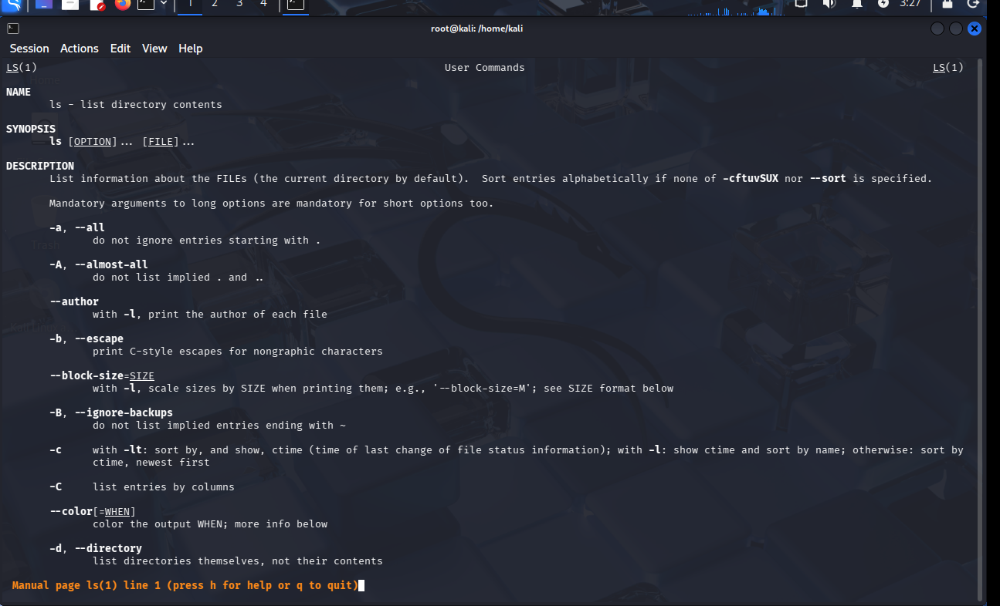 1 2 3 4 3:27
root@kali: /home/kali
Session Actions Edit View Help
LS(1) User Commands LS(1)
Home
NAME
ls - list directory contents
SYNOPSIS
ls [OPTION]... [FILE]...
DESCRIPTION
List information about the FILEs (the current directory by default). Sort entries alphabetically if none of -cftuvSUX nor --sort is specified.
Mandatory arguments to long options are mandatory for short options too.
-a, --all
do not ignore entries starting with .
Trash
-A, --almost-all
do not list implied . and ..
--author
with -l, print the author of each file
-b, --escape
print C-style escapes for nongraphic characters
--block-size=SIZE
with -l, scale sizes by SIZE when printing them; e.g., '--block-size=M'; see SIZE format below
-B, --ignore-backups
do not list implied entries ending with ~
-c with -lt: sort by, and show, ctime (time of last change of file status information); with -l: show ctime and sort by name; otherwise: sort by
ctime, newest first
-C list entries by columns
--color[=WHEN]
color the output WHEN; more info below
-d, --directory
list directories themselves, not their contents
Manual page ls(1) line 1 (press h for help or q to quit)